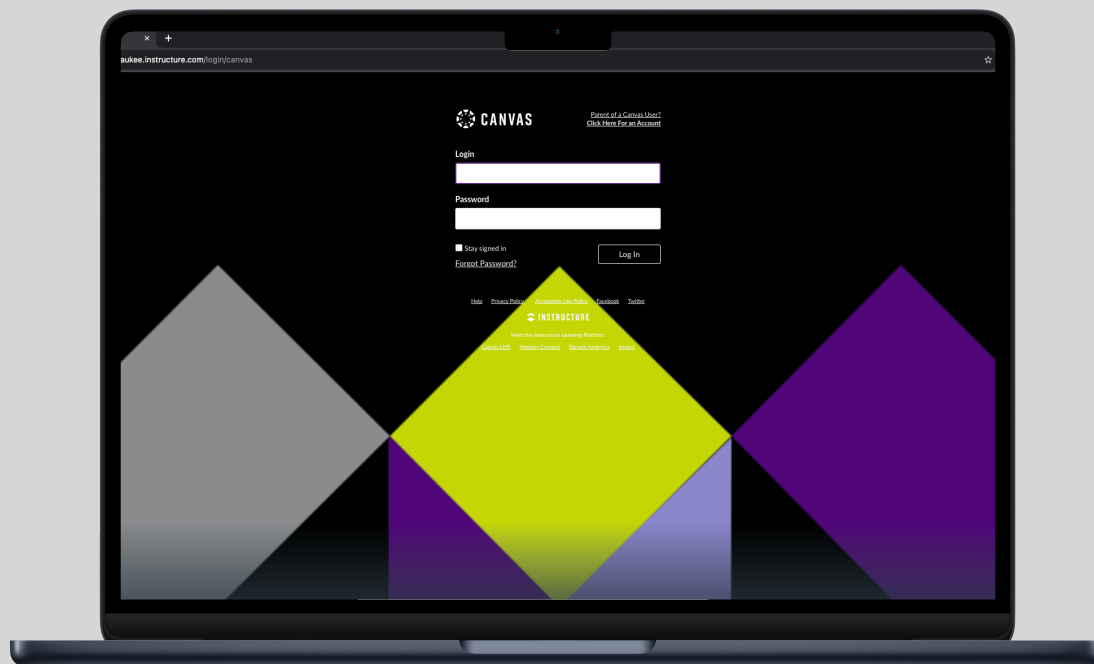 aukee.instructure.com/login/canvas
CANVAS
Parent of a Canvas User?
Click Here For an Account
Login
Password
Stay signed in
Forgot Password?
Log In
Help Privacy Policy Acceptable Use Policy Facebook Twitter
INSTRUCTURE
Meet the Instructure Learning Platform:
Canvas LMS Mastery Connect Elevate Analytics Impact